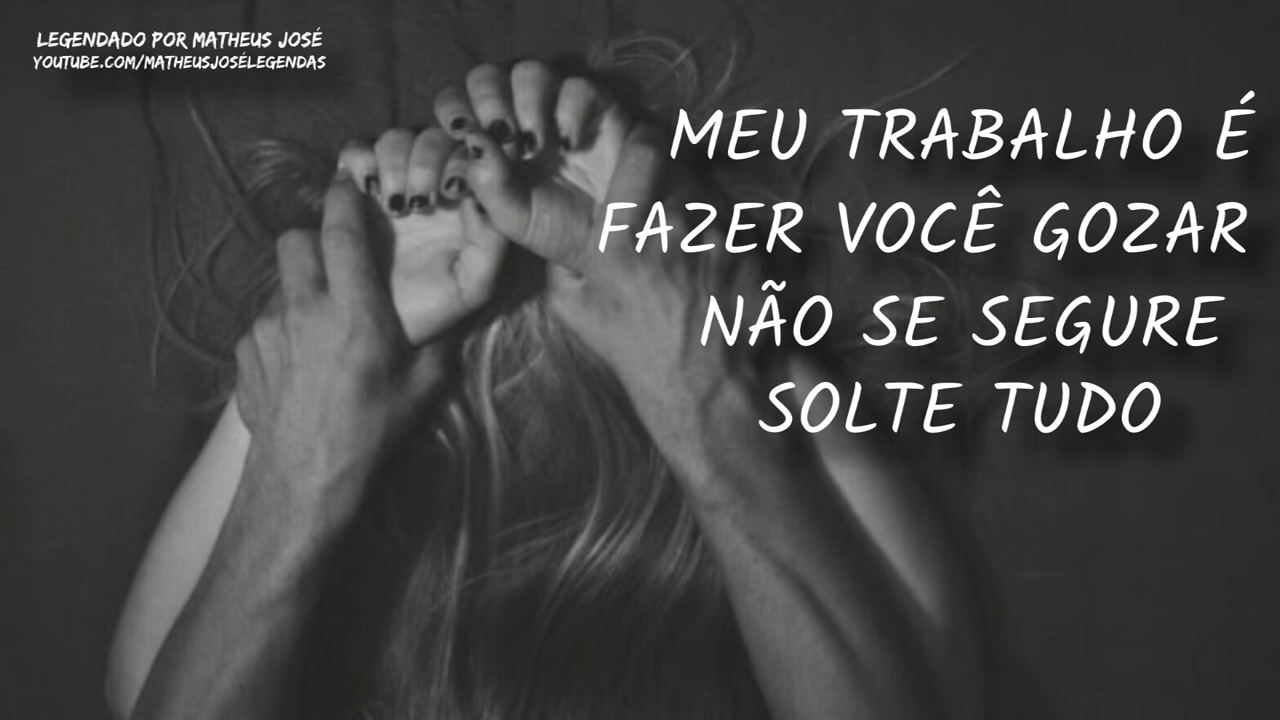 LEGENDADO POR MATHEUS JOSÉ
YOUTUBE.COM/MATHEUSJOSÉLEGENDAS
MEU TRABALHO É
FAZER VOCÊ GOZAR
NÃO SE SEGURE
SOLTE TUDO